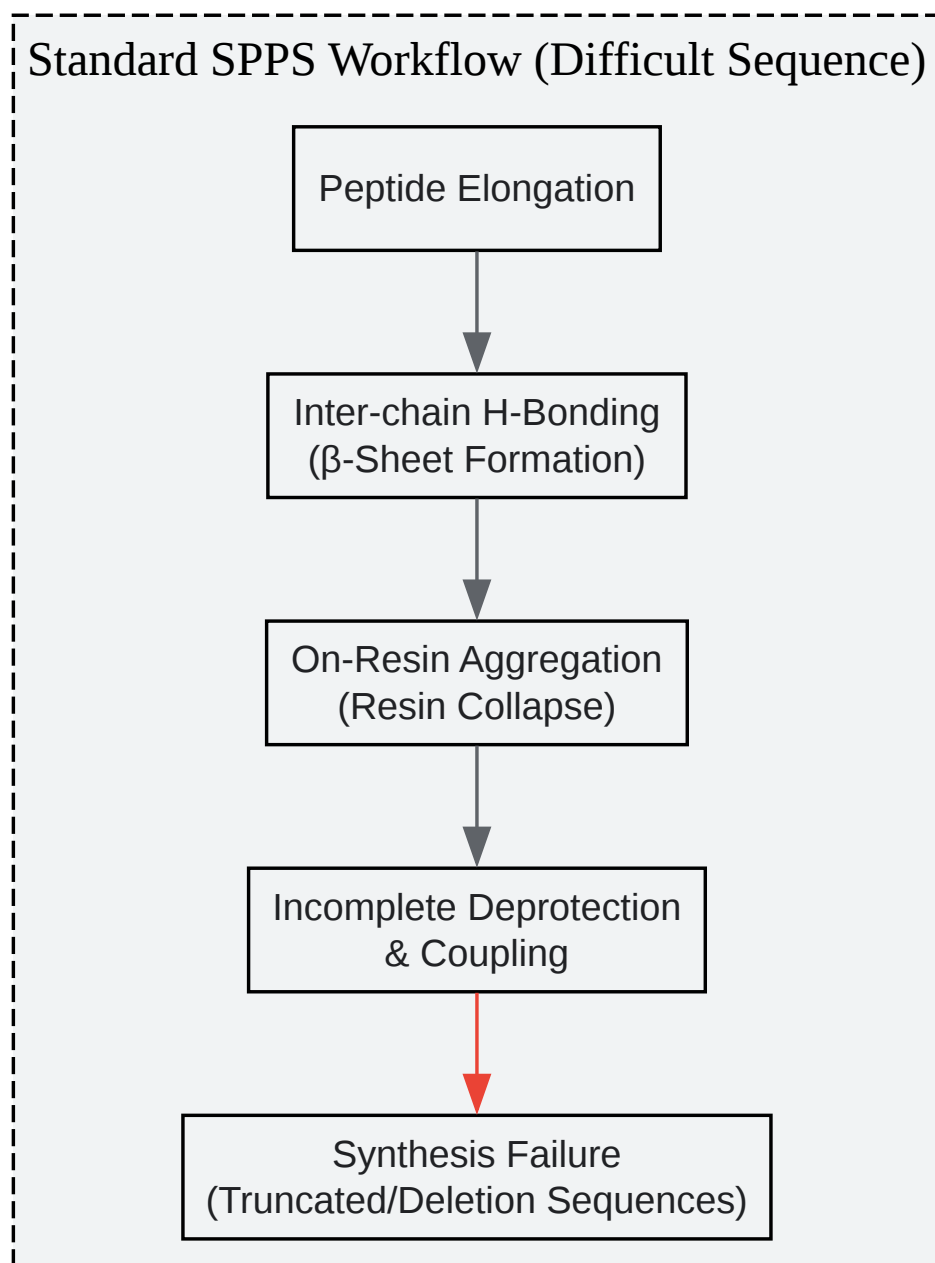 Standard SPPS Workflow (Difficult Sequence)
Peptide Elongation
Inter-chain H-Bonding
(β-Sheet Formation)
On-Resin Aggregation
(Resin Collapse)
Incomplete Deprotection
& Coupling
Synthesis Failure
(Truncated/Deletion Sequences)